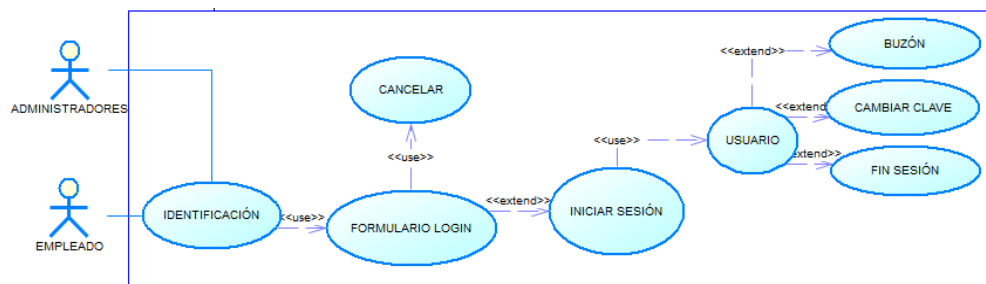 <<extend>>
BUZÓN
ADMINISTRADORES
CANCELAR
<<extend
CAMBIAR CLAVE
<<use>>
<<use>>
USUARIO
extend>>
FIN SESIÓN
EMPLEADO
IDENTIFICACIÓN
<<use>>
FORMULARIO LOGIN
<<extend>>
INICIAR SESIÓN